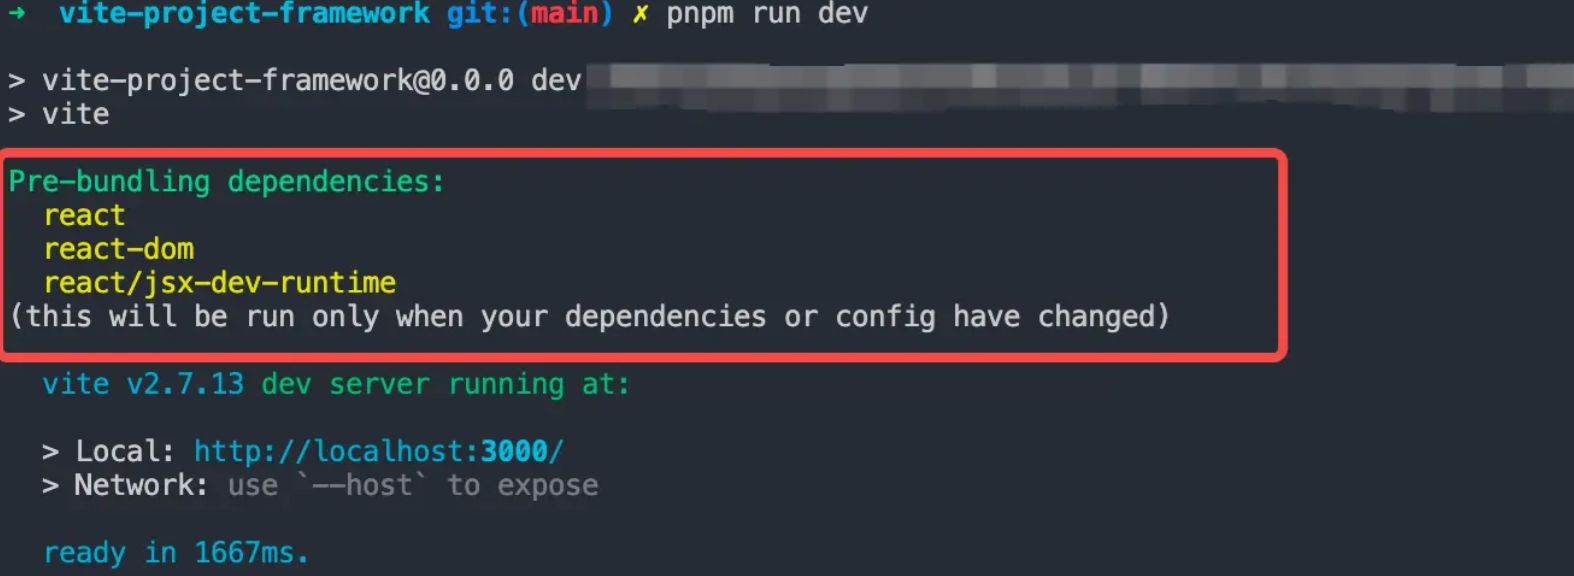 ➜ vite-project-framework git:(main) ✗ pnpm run dev
> vite-project-framework@0.0.0 dev
> vite
Pre-bundling dependencies:
react
react-dom
react/jsx-dev-runtime
(this will be run only when your dependencies or config have changed)
vite v2.7.13 dev server running at:
> Local: http://localhost:3000/
> Network: use `--host` to expose
ready in 1667ms.